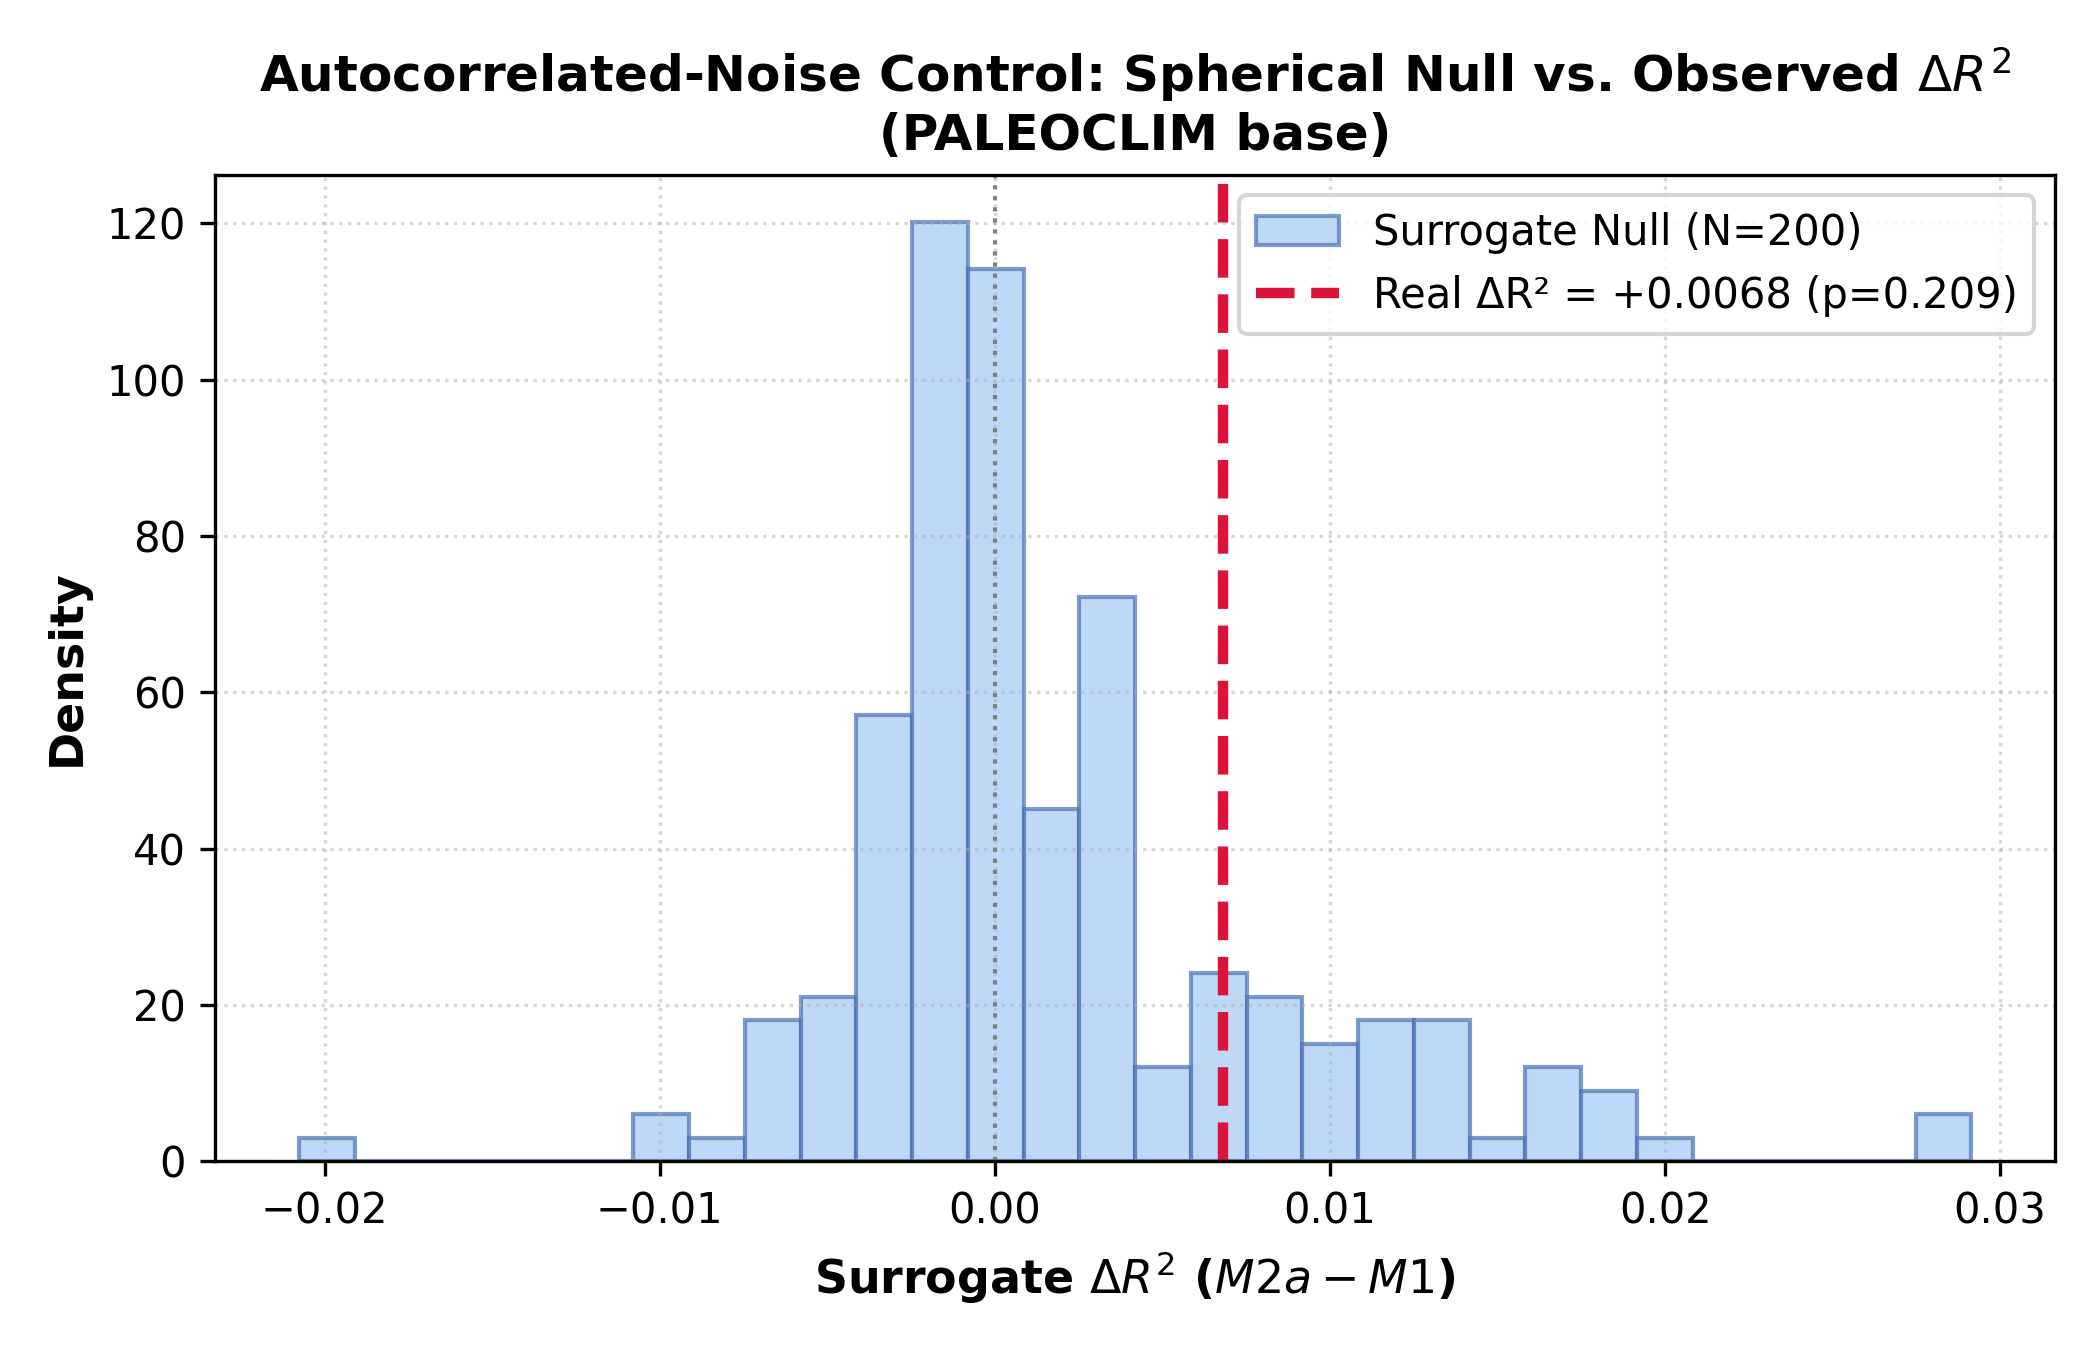 Autocorrelated-Noise Control: Spherical Null vs. Observed ΔR²
(PALEOCLIM base)
Surrogate Null (N=200)
Real ΔR² = +0.0068 (p=0.209)
Density
120
100
80
60
40
20
0
−0.02 −0.01 0.00 0.01 0.02 0.03
Surrogate ΔR² (M2a − M1)